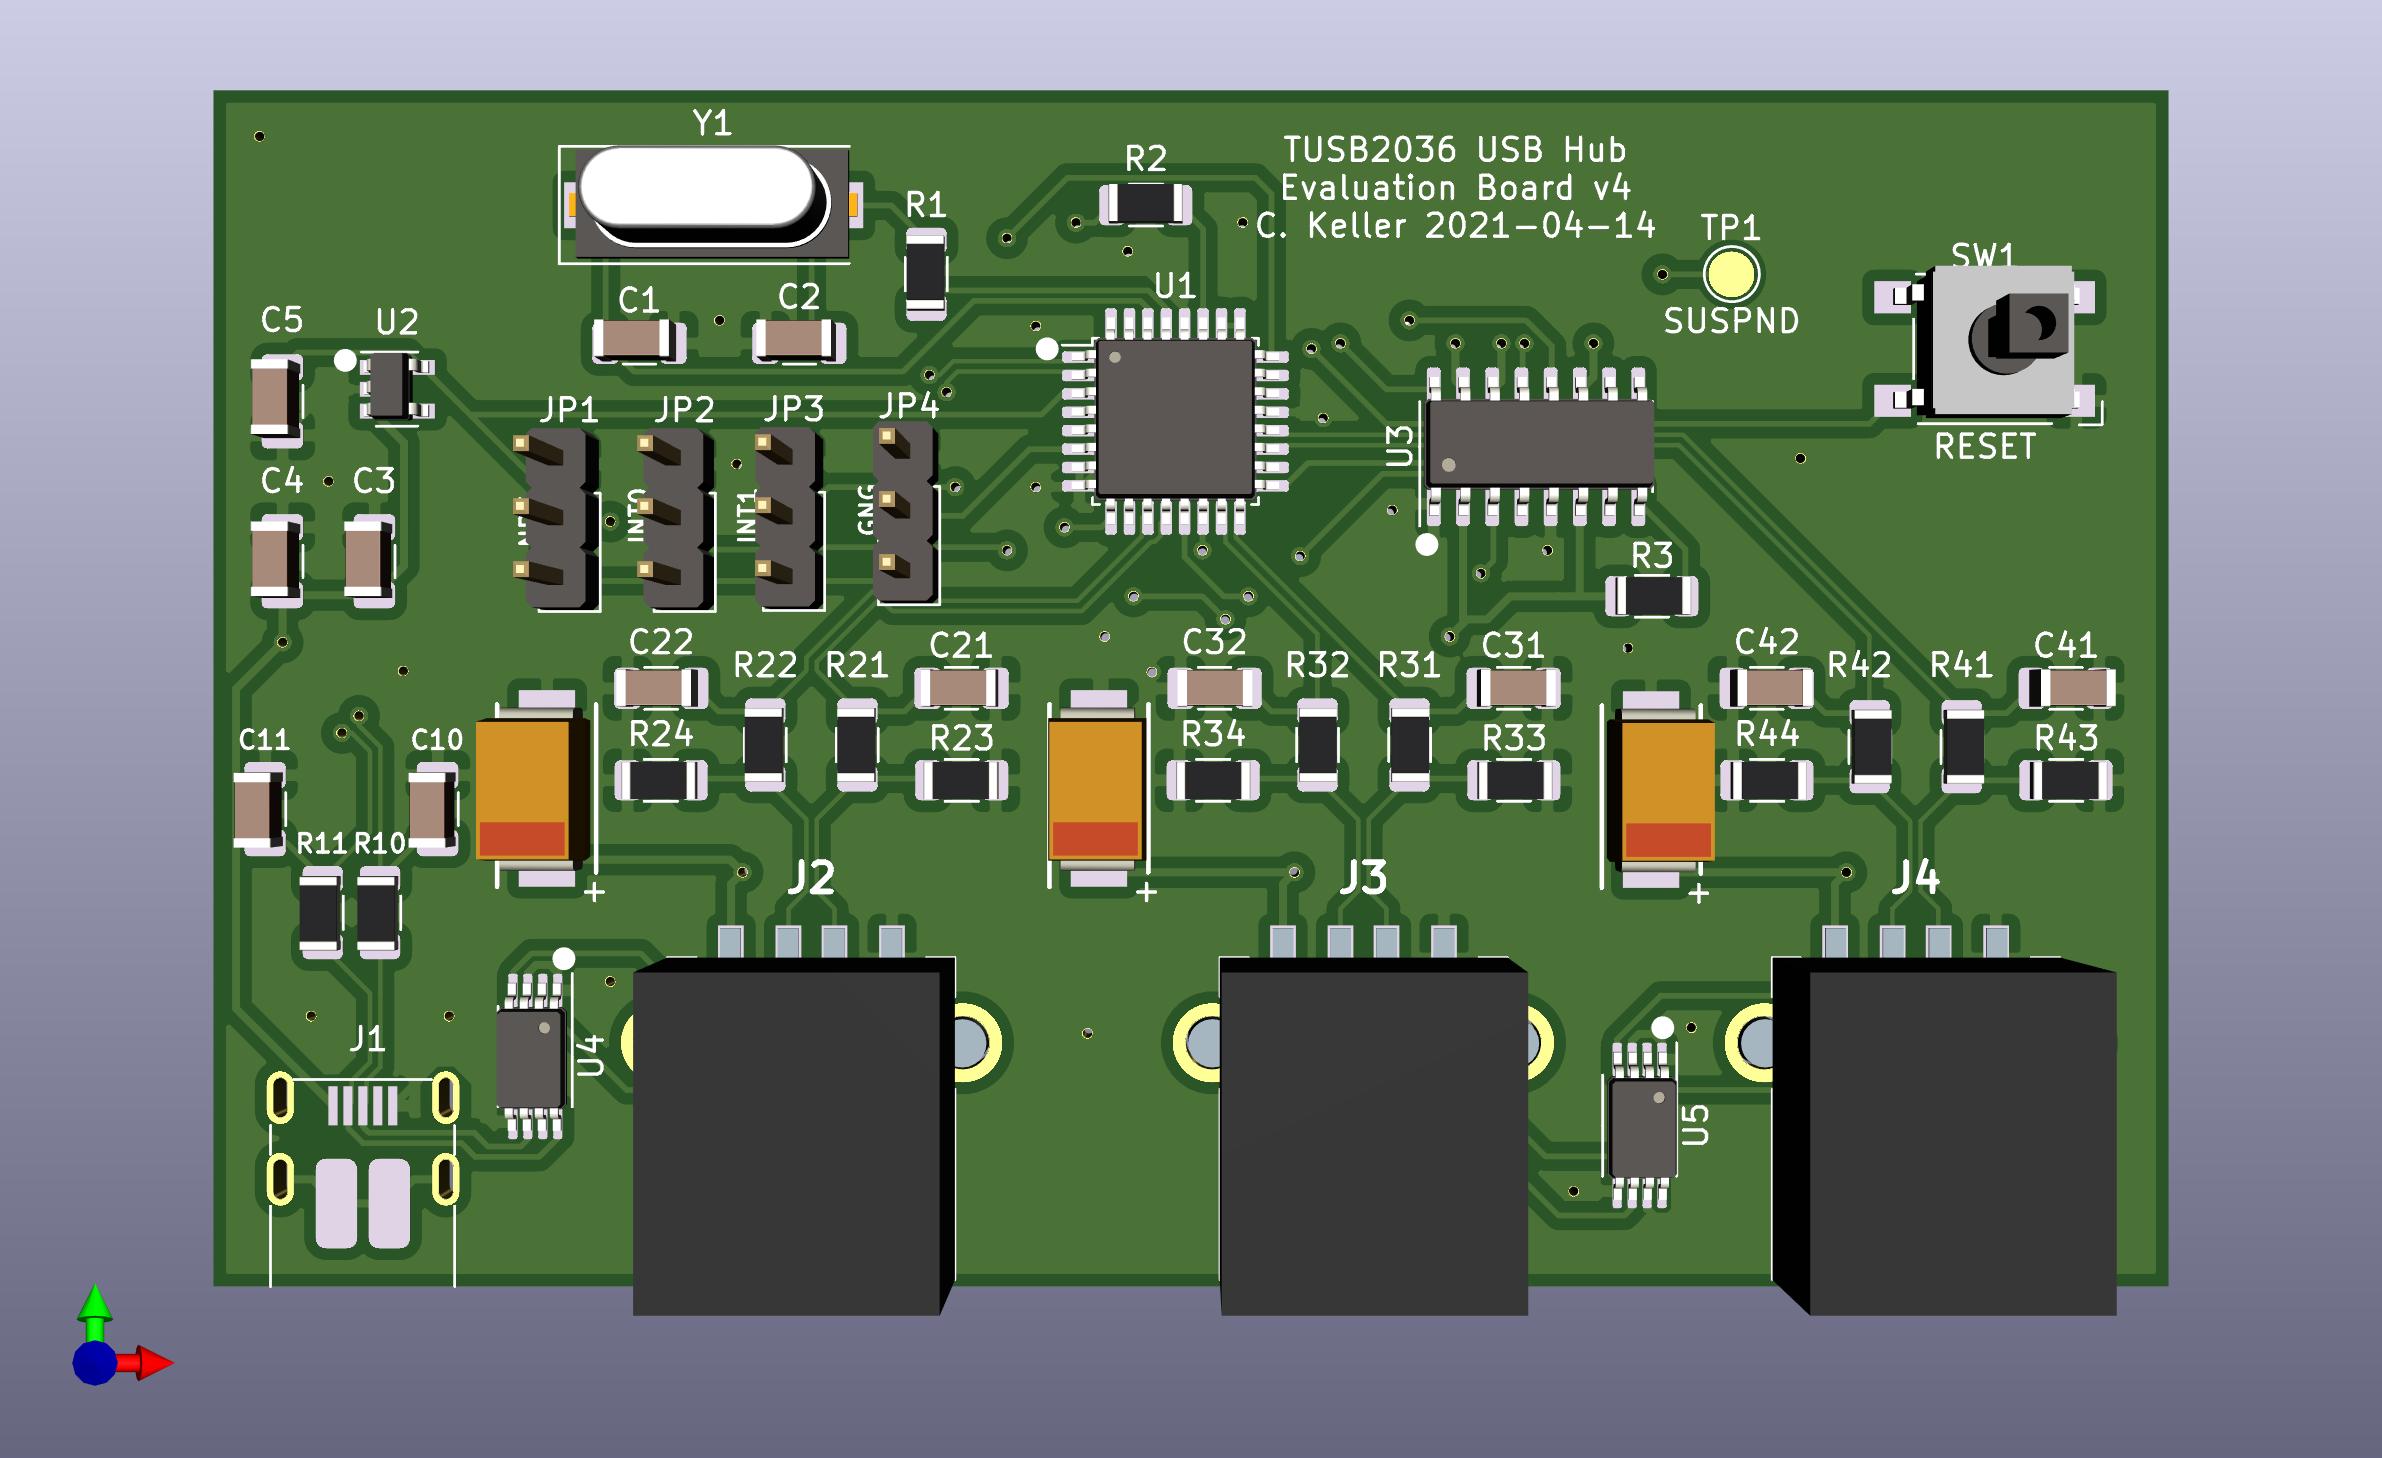 Y1
R2
TUSB2036 USB Hub
Evaluation Board v4
C. Keller 2021-04-14
R1
TP1
SUSPND
SW1
RESET
U1
C1
C2
C5
U2
U3
JP1
JP2
JP3
JP4
C4
C3
INT1
R3
C22
R22
R21
C21
C32
R32
R31
C31
C42
R42
R41
C41
C11
C10
R24
R23
R34
R33
R44
R43
R11
R10
J2
J3
J4
+
+
+
J1
U4
U5